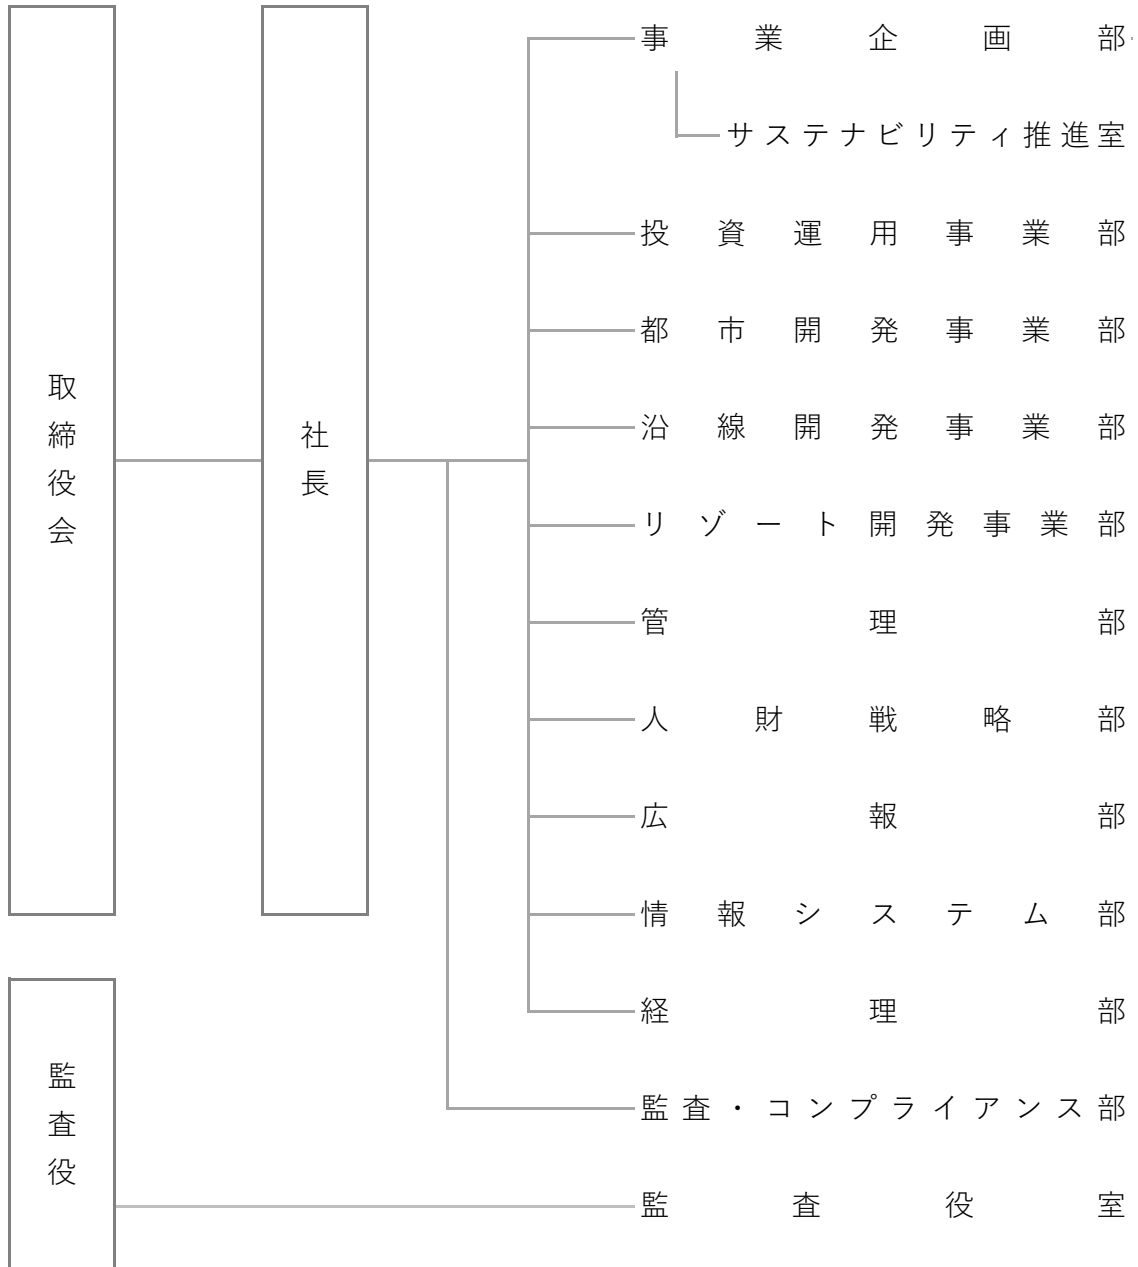 取締役会
社長
事業企画部
サステナビリティ推進室
投資運用事業部
都市開発事業部
沿線開発事業部
リゾート開発事業部
管理部
人財戦略部
広報部
情報システム部
経理部
監査・コンプライアンス部
監査役
監査役室